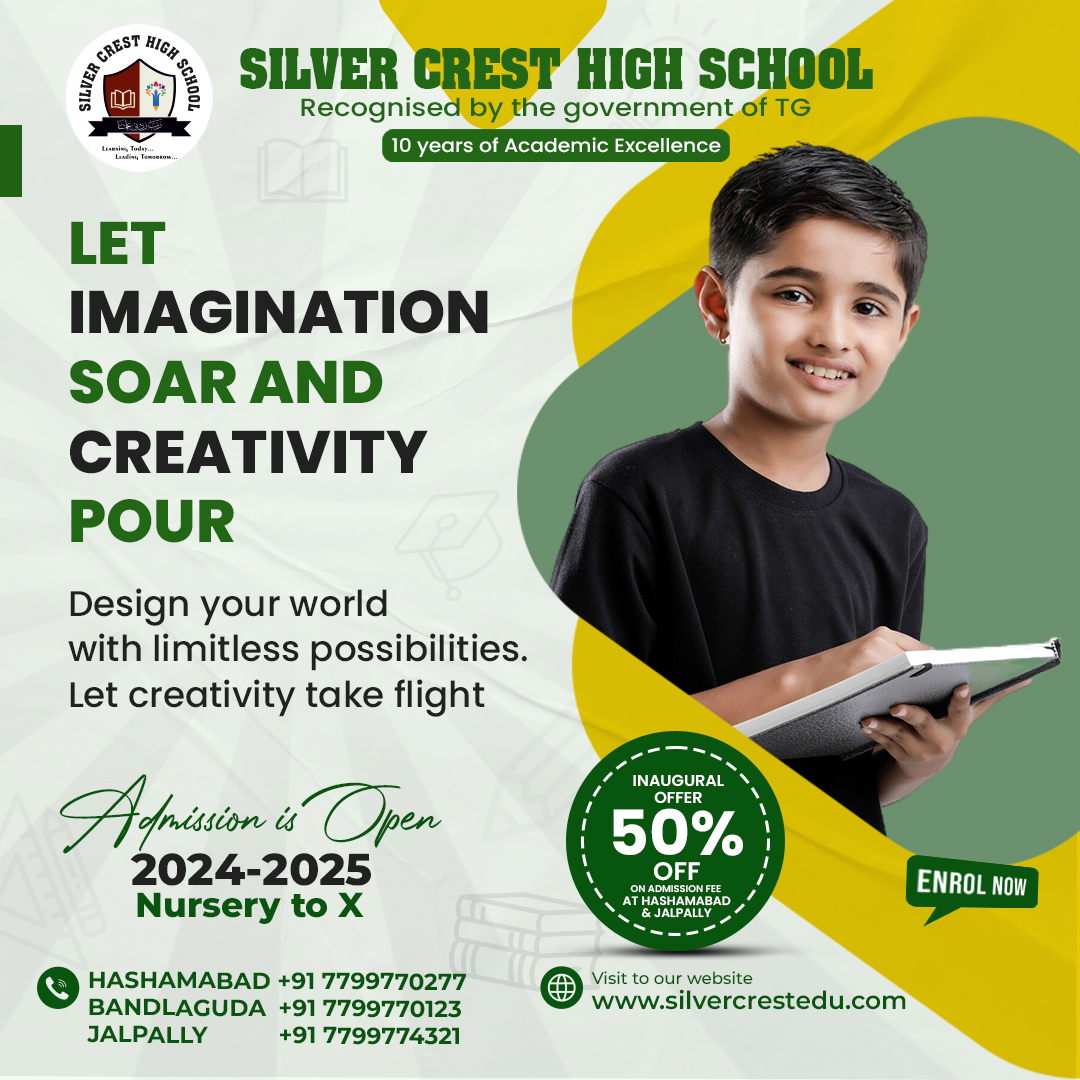 SILVER CREST HIGH SCHOOL
Learning Today...
Leading Tomorrow...
SILVER CREST HIGH SCHOOL
Recognised by the government of TG
10 years of Academic Excellence
LET
IMAGINATION
SOAR AND
CREATIVITY
POUR
Design your world
with limitless possibilities.
Let creativity take flight
Admission is Open
2024-2025
Nursery to X
INAUGURAL
OFFER
50%
OFF
ON ADMISSION FEE
AT HASHAMABAD
& JALPALLY
ENROL NOW
HASHAMABAD +91 7799770277
BANDLAGUDA +91 7799770123
JALPALLY +91 7799774321
Visit to our website
www.silvercrestedu.com